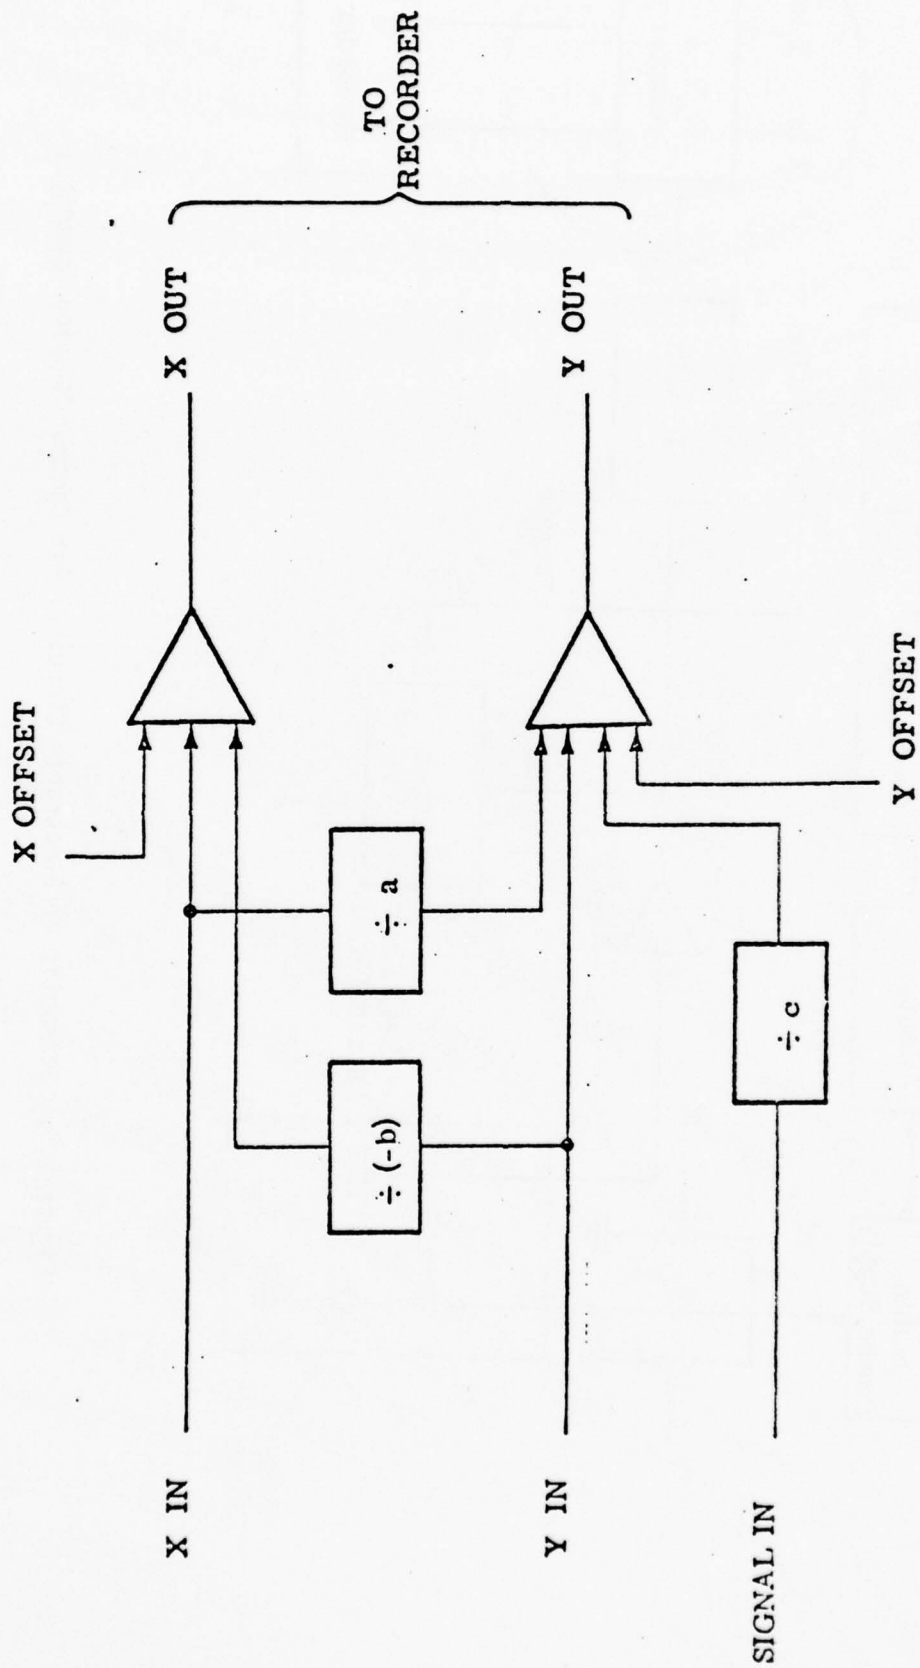 X OFFSET
X IN
X OUT
÷ (-b)
÷ a
TO
RECORDER
Y IN
Y OUT
SIGNAL IN
÷ c
Y OFFSET